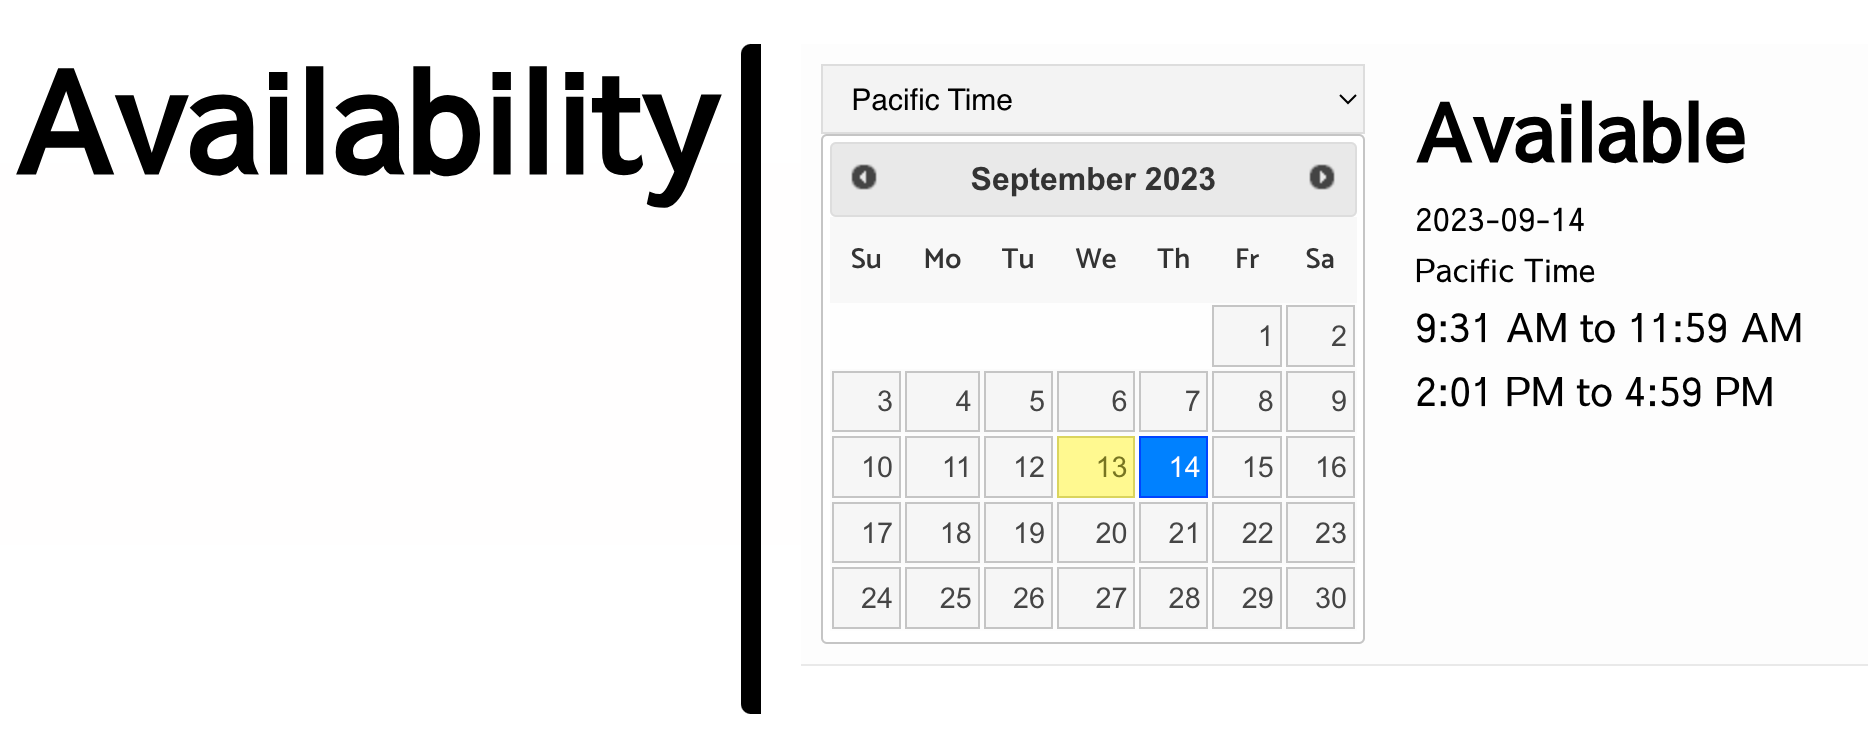 Availability
Pacific Time
September 2023
Su Mo Tu We Th Fr Sa
1 2
3 4 5 6 7 8 9
10 11 12 13 14 15 16
17 18 19 20 21 22 23
24 25 26 27 28 29 30
Available
2023-09-14
Pacific Time
9:31 AM to 11:59 AM
2:01 PM to 4:59 PM